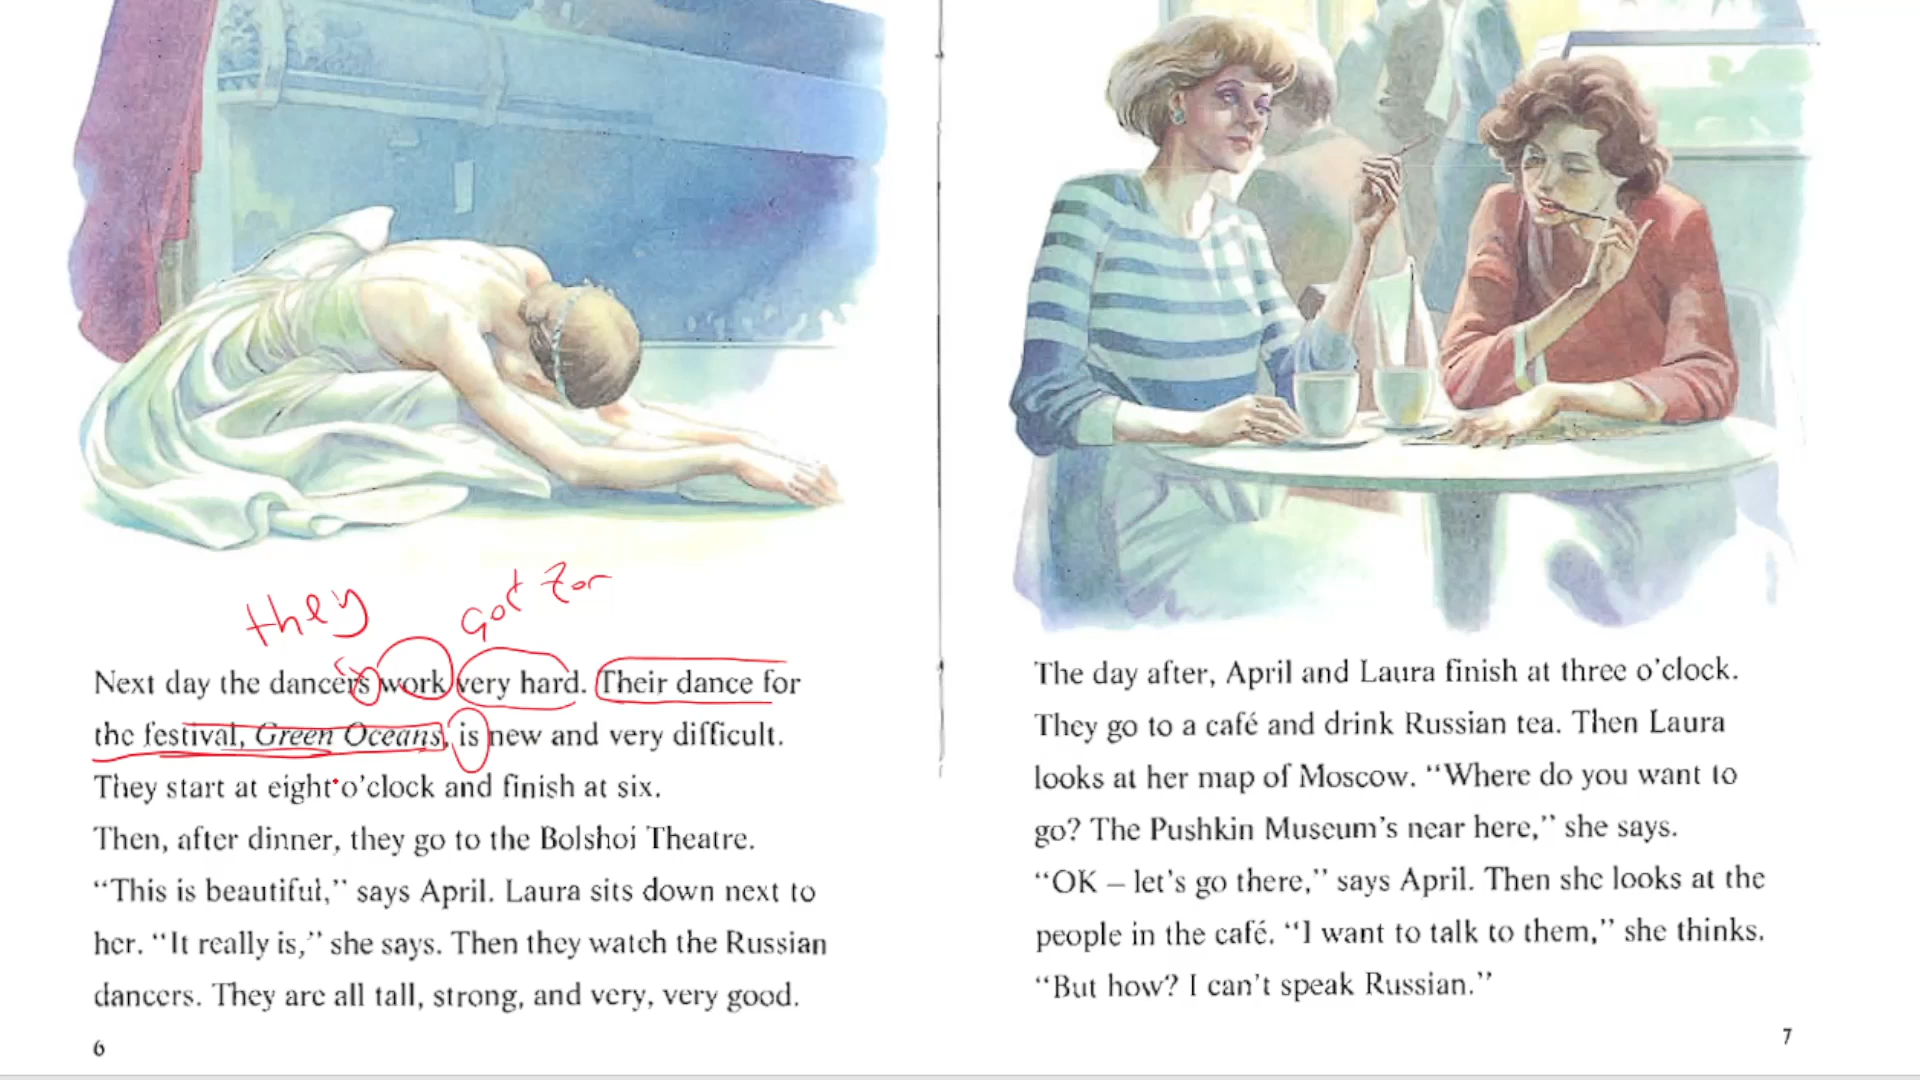 they
Next day the dancers work very hard. Their dance for
the festival, Green Oceans, is new and very difficult.
They start at eight o'clock and finish at six.
Then, after dinner, they go to the Bolshoi Theatre.
“This is beautiful,” says April. Laura sits down next to
her. “It really is,” she says. Then they watch the Russian
dancers. They are all tall, strong, and very, very good.
6
The day after, April and Laura finish at three o'clock.
They go to a café and drink Russian tea. Then Laura
looks at her map of Moscow. “Where do you want to
go? The Pushkin Museum's near here,” she says.
“OK – let's go there,” says April. Then she looks at the
people in the café. “I want to talk to them,” she thinks.
“But how? I can't speak Russian.”
7